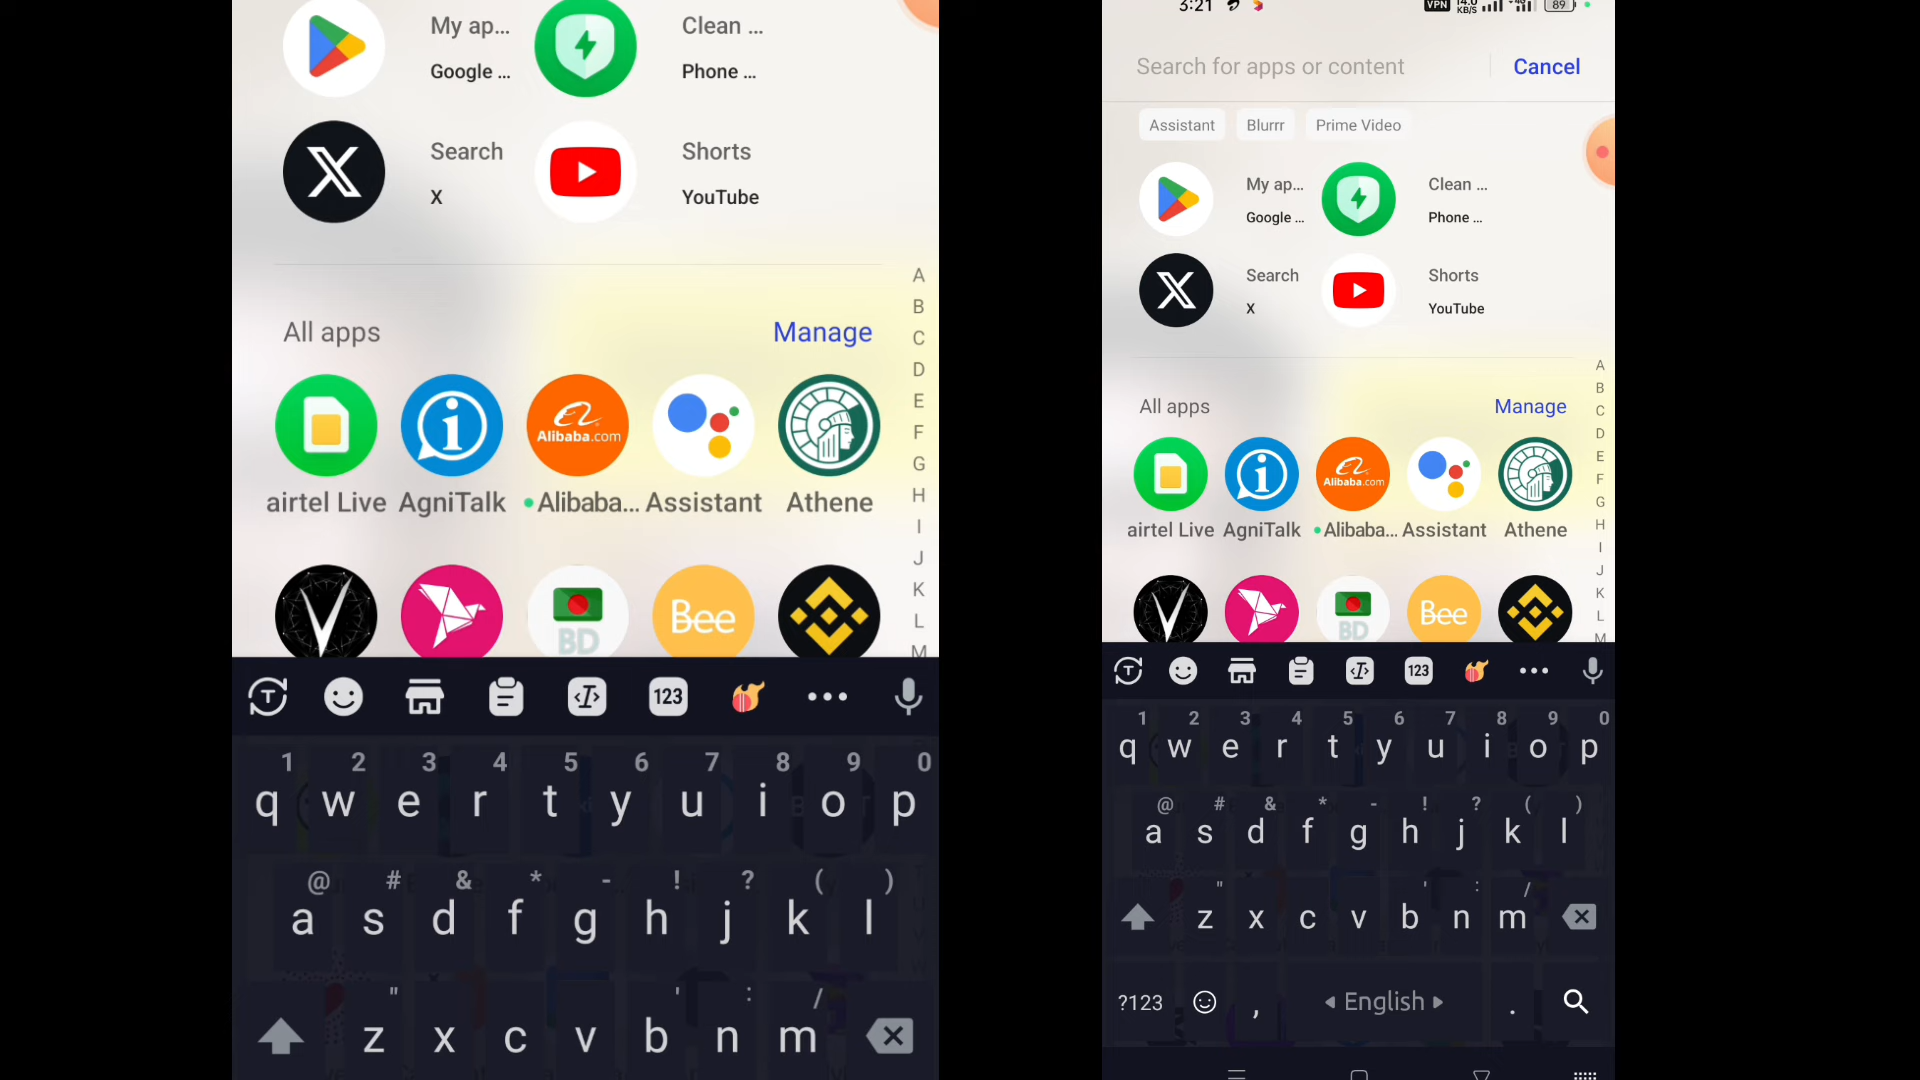 My ap...
Clean ...
Google ...
Phone ...
Search
Shorts
X
YouTube
All apps
Manage
Alibaba.com
airtel Live AgniTalk Alibaba... Assistant Athene
BD
Bee
A
B
C
D
E
F
G
H
I
J
K
L
M
123
1 2 3 4 5 6 7 8 9 0
q w e r t y u i o p
@ # & * - ! ? ( )
a s d f g h j k l
" ' : /
z x c v b n m
3:21
VPN 14.0 KB/S 4G 89
Search for apps or content
Cancel
Assistant Blurrr Prime Video
My ap...
Clean ...
Google ...
Phone ...
Search
Shorts
X
YouTube
All apps
Manage
Alibaba.com
airtel Live AgniTalk Alibaba... Assistant Athene
BD
Bee
A
B
C
D
E
F
G
H
I
J
K
L
M
123
1 2 3 4 5 6 7 8 9 0
q w e r t y u i o p
@ # & * - ! ? ( )
a s d f g h j k l
" ' : /
z x c v b n m
?123 , English .